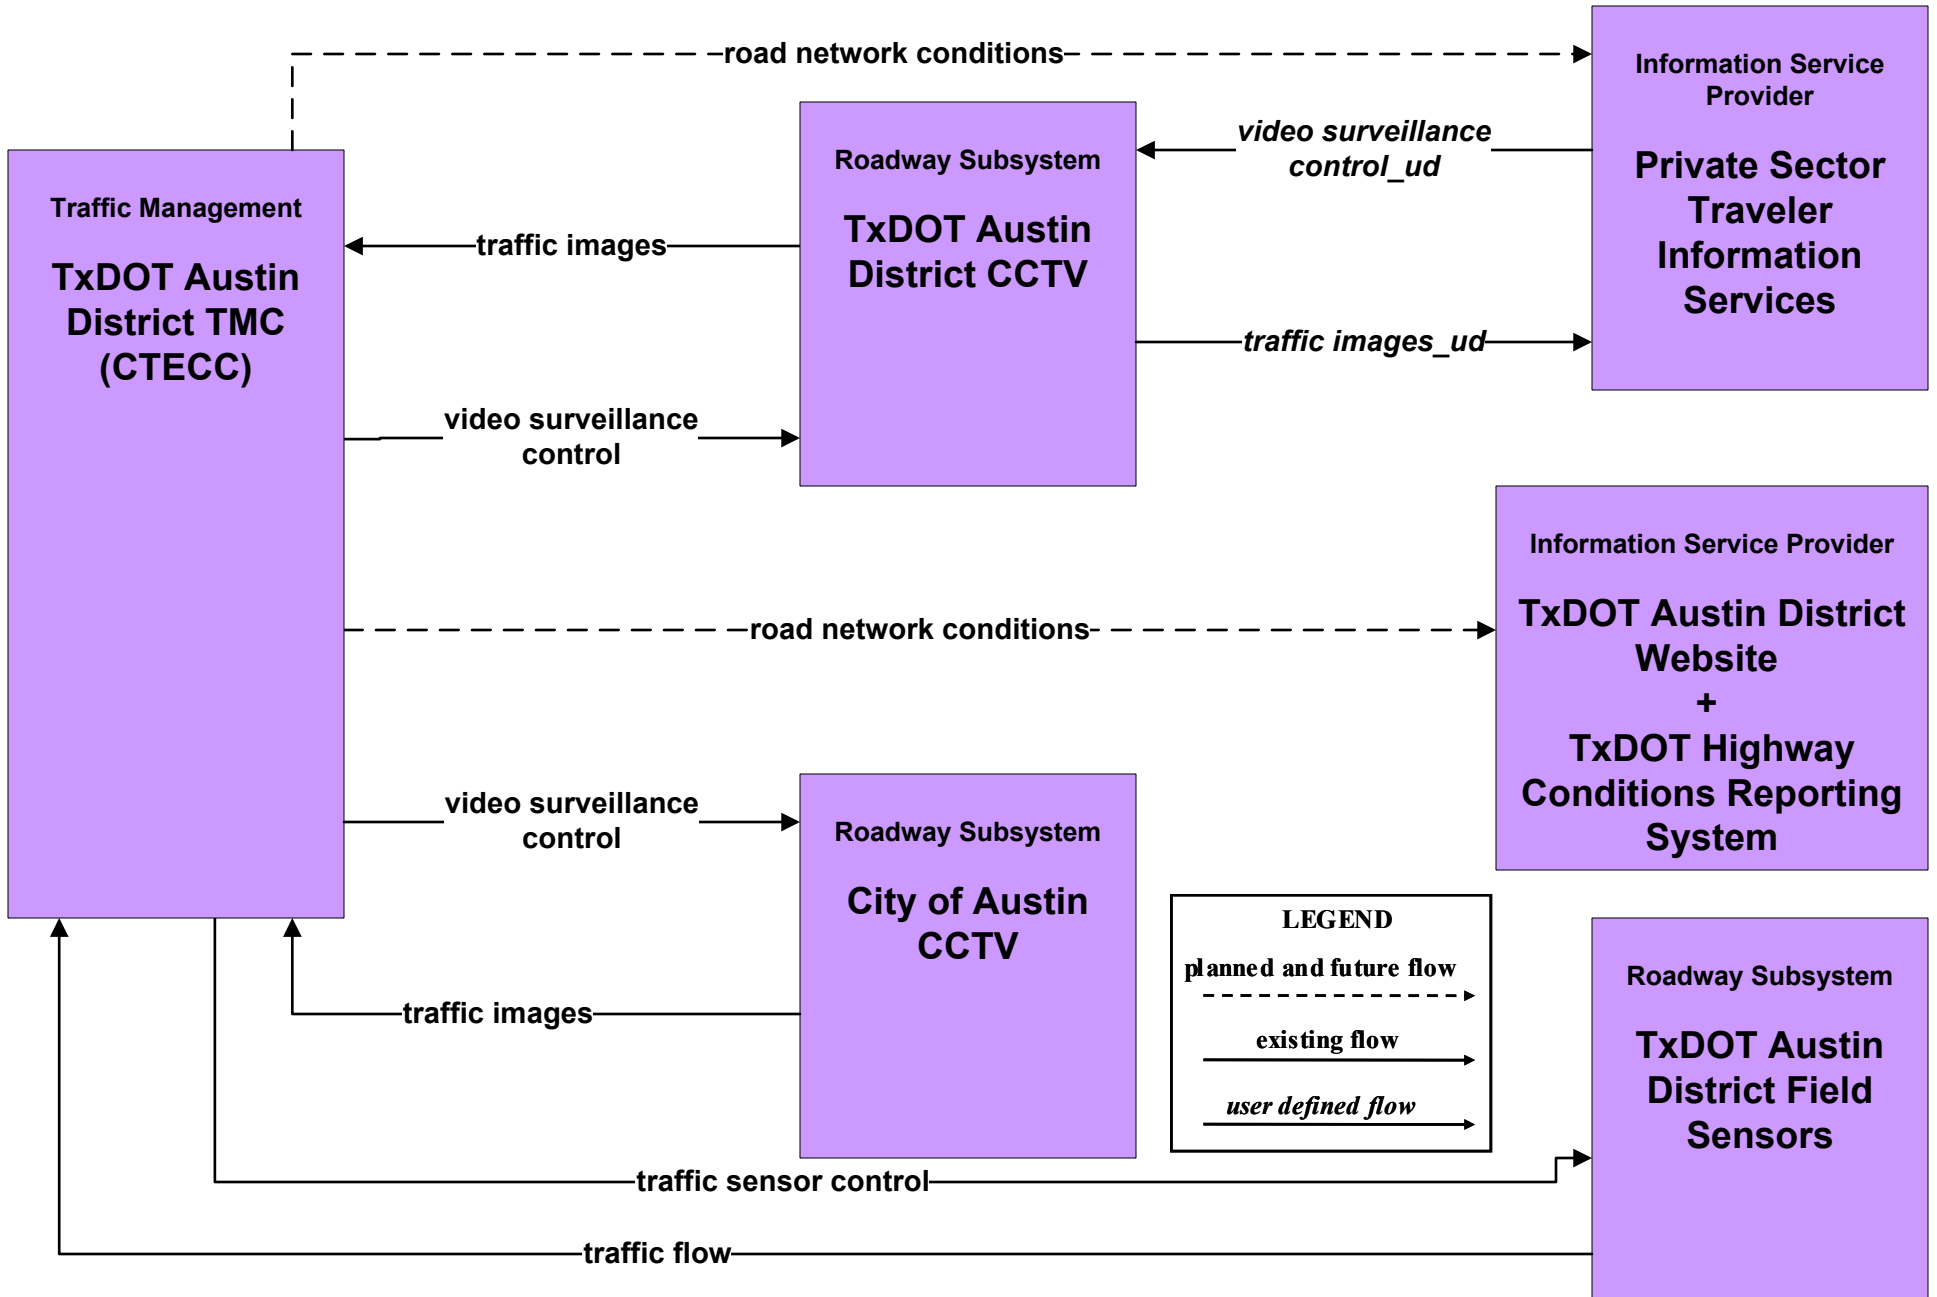 road network conditions
Information Service
Provider
Private Sector
Traveler
Information
Services
video surveillance
control_ud
Roadway Subsystem
TxDOT Austin
District CCTV
Traffic Management
TxDOT Austin
District TMC
(CTECC)
traffic images
traffic images_ud
video surveillance
control
Information Service Provider
TxDOT Austin District
Website
+
TxDOT Highway
Conditions Reporting
System
road network conditions
video surveillance
control
Roadway Subsystem
City of Austin
CCTV
traffic images
LEGEND
planned and future flow
existing flow
user defined flow
Roadway Subsystem
TxDOT Austin
District Field
Sensors
traffic sensor control
traffic flow